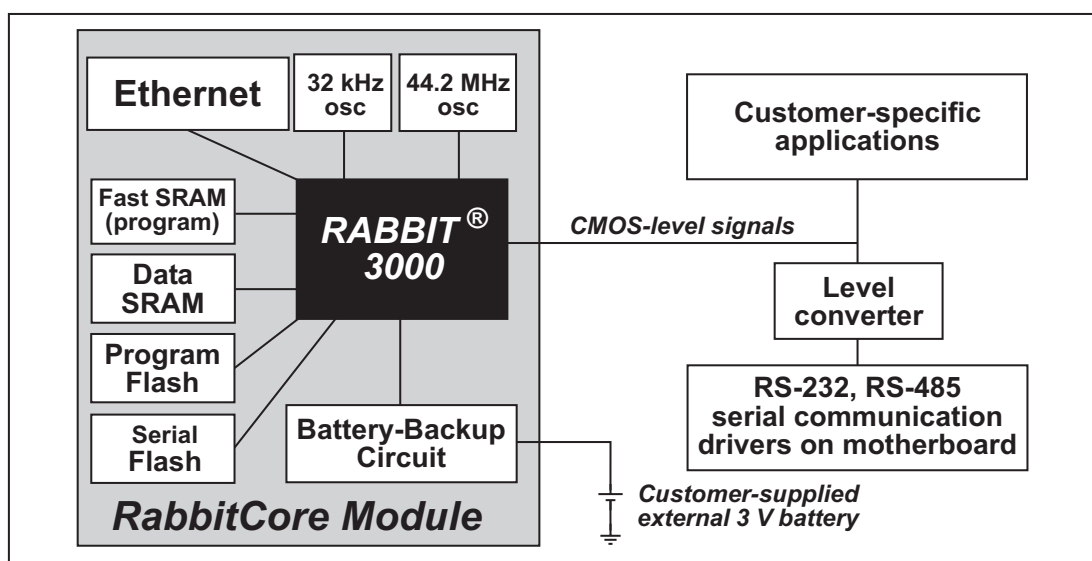 Ethernet
32 kHz
osc
44.2 MHz
osc
Fast SRAM
(program)
Data
SRAM
Program
Flash
Serial
Flash
RABBIT®
3000
Battery-Backup
Circuit
RabbitCore Module
CMOS-level signals
Customer-specific
applications
Level
converter
RS-232, RS-485
serial communication
drivers on motherboard
Customer-supplied
external 3 V battery